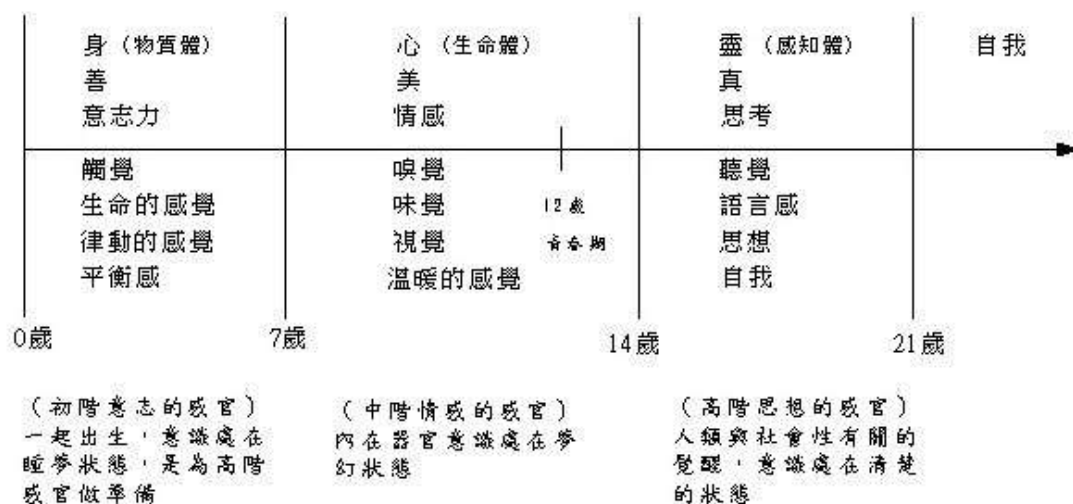 身（物質體）
善
意志力
心（生命體）
美
情感
靈（感知體）
真
思考
自我
觸覺
生命的感覺
律動的感覺
平衡感
嗅覺
味覺
視覺
溫暖的感覺
12歲
青春期
聽覺
語言感
思想
自我
0歲
7歲
14歲
21歲
（初階意志的感官）
一起出生，意識處在
睡夢狀態，是為高階
感官做準備
（中階情感的感官）
內在器官意識處在夢
幻狀態
（高階思想的感官）
人類與社會性有關的
覺醒，意識處在清楚
的狀態